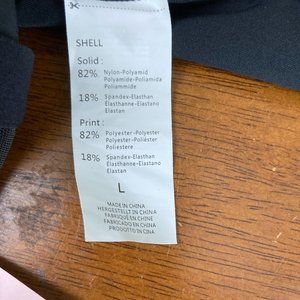 SHELL
Solid :
82% Nylon-Polyamid
Polyamide-Poliamida
Poliammide
18% Spandex-Elasthan
Elasthanne-Elastano
Elastan
Print :
82% Polyester-Polyester
Polyester-Poliéster
Poliestere
18% Spandex-Elasthan
Elasthanne-Elastano
Elastan
L
MADE IN CHINA
HERGESTELLT IN CHINA
FABRIQUÉ EN CHINE
FABRICADO EN CHINA
PRODOTTO IN CINA